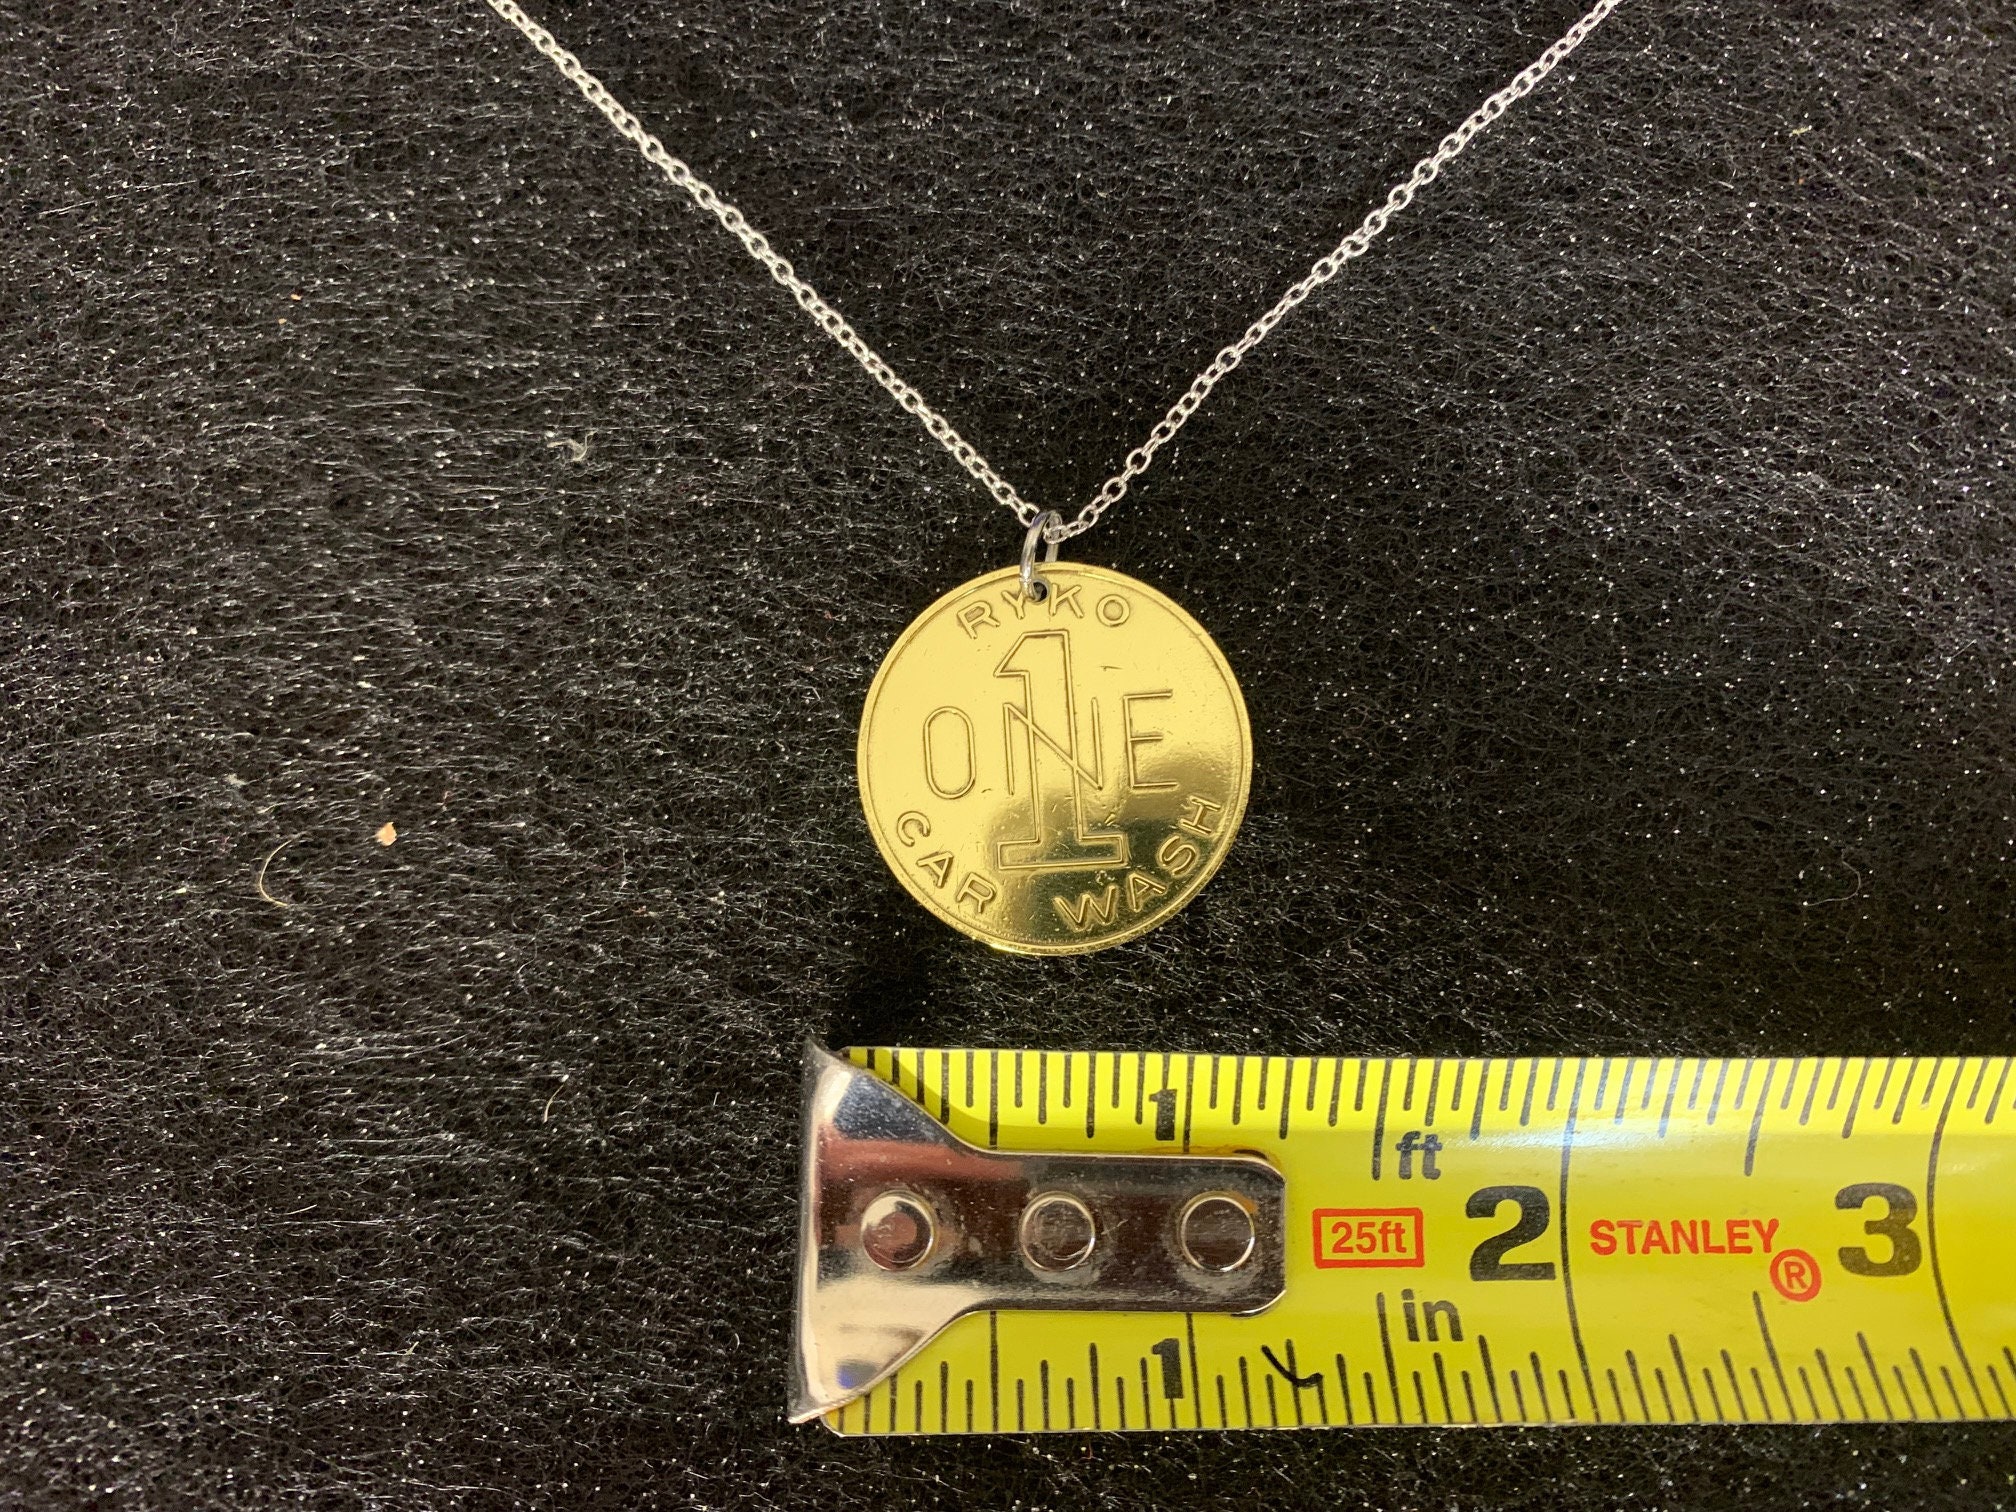 RYKO
1
ONE
CAR WASH
1
ft
25ft
2
STANLEY®
3
in
1